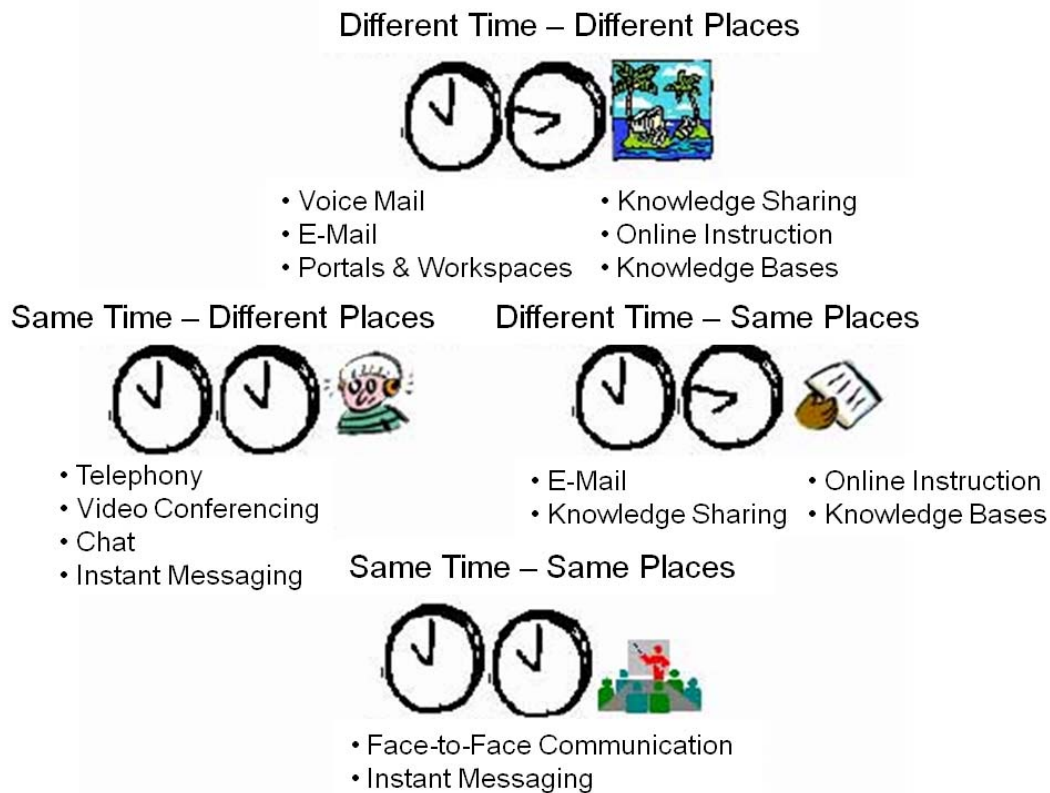 Different Time – Different Places
• Voice Mail
• E-Mail
• Portals & Workspaces
• Knowledge Sharing
• Online Instruction
• Knowledge Bases
Same Time – Different Places
• Telephony
• Video Conferencing
• Chat
• Instant Messaging
Different Time – Same Places
• E-Mail
• Knowledge Sharing
• Online Instruction
• Knowledge Bases
Same Time – Same Places
• Face-to-Face Communication
• Instant Messaging